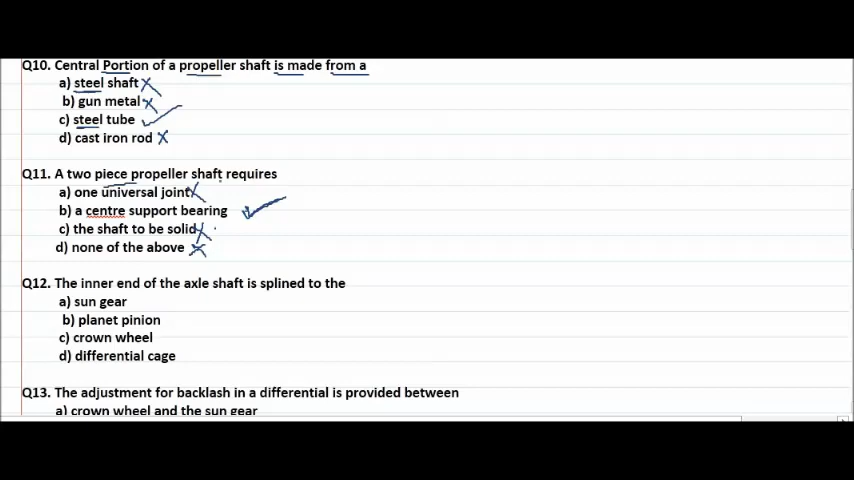 Q10. Central Portion of a propeller shaft is made from a
a) steel shaft
b) gun metal
c) steel tube
d) cast iron rod
Q11. A two piece propeller shaft requires
a) one universal joint
b) a centre support bearing
c) the shaft to be solid
d) none of the above
Q12. The inner end of the axle shaft is splined to the
a) sun gear
b) planet pinion
c) crown wheel
d) differential cage
Q13. The adjustment for backlash in a differential is provided between
a) crown wheel and the sun gear